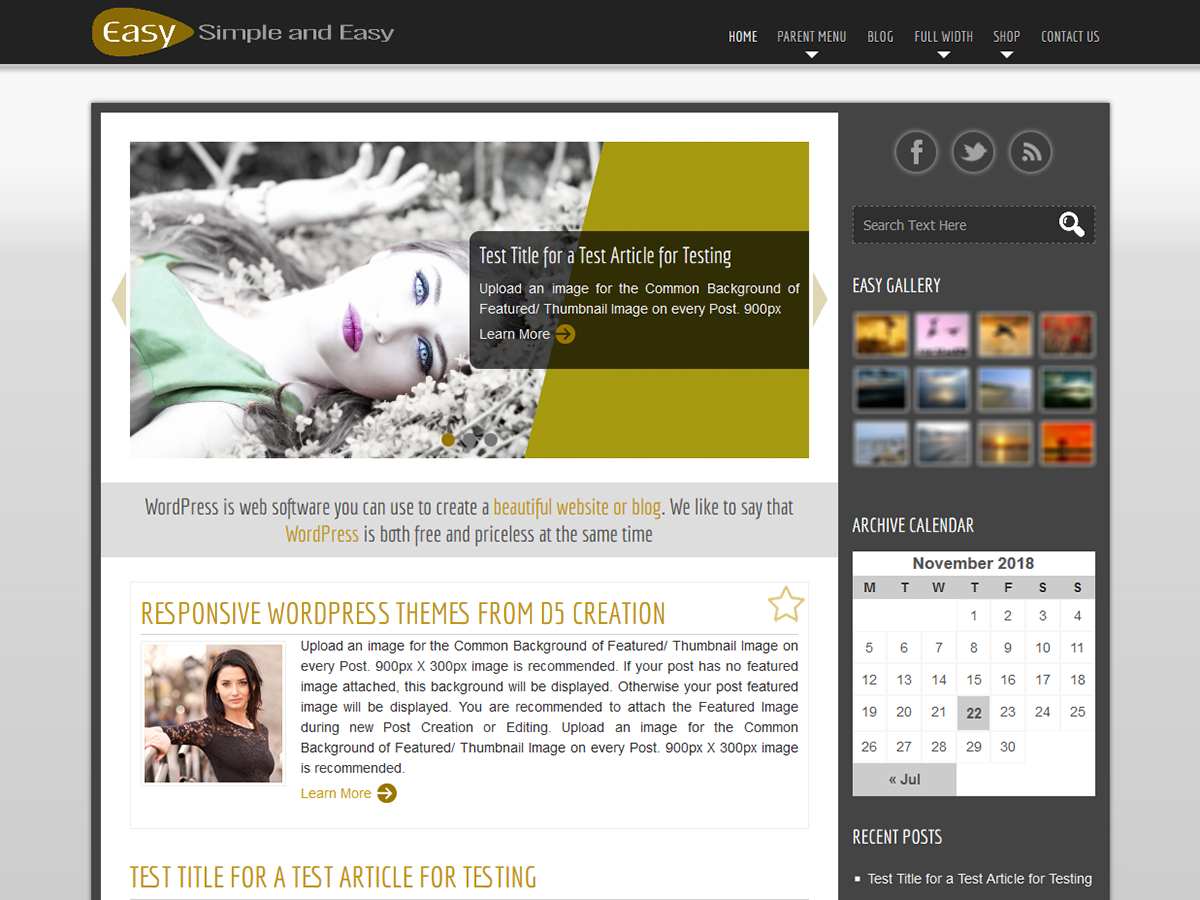 Easy Simple and Easy
HOME PARENT MENU BLOG FULL WIDTH SHOP CONTACT US
Test Title for a Test Article for Testing
Upload an image for the Common Background of
Featured/ Thumbnail Image on every Post. 900px
Learn More
WordPress is web software you can use to create a beautiful website or blog. We like to say that
WordPress is both free and priceless at the same time
RESPONSIVE WORDPRESS THEMES FROM D5 CREATION
Upload an image for the Common Background of Featured/ Thumbnail Image on
every Post. 900px X 300px image is recommended. If your post has no featured
image attached, this background will be displayed. Otherwise your post featured
image will be displayed. You are recommended to attach the Featured Image
during new Post Creation or Editing. Upload an image for the Common
Background of Featured/ Thumbnail Image on every Post. 900px X 300px image
is recommended.
Learn More
TEST TITLE FOR A TEST ARTICLE FOR TESTING
Search Text Here
EASY GALLERY
ARCHIVE CALENDAR
November 2018
M T W T F S S
1 2 3 4
5 6 7 8 9 10 11
12 13 14 15 16 17 18
19 20 21 22 23 24 25
26 27 28 29 30
« Jul
RECENT POSTS
Test Title for a Test Article for Testing